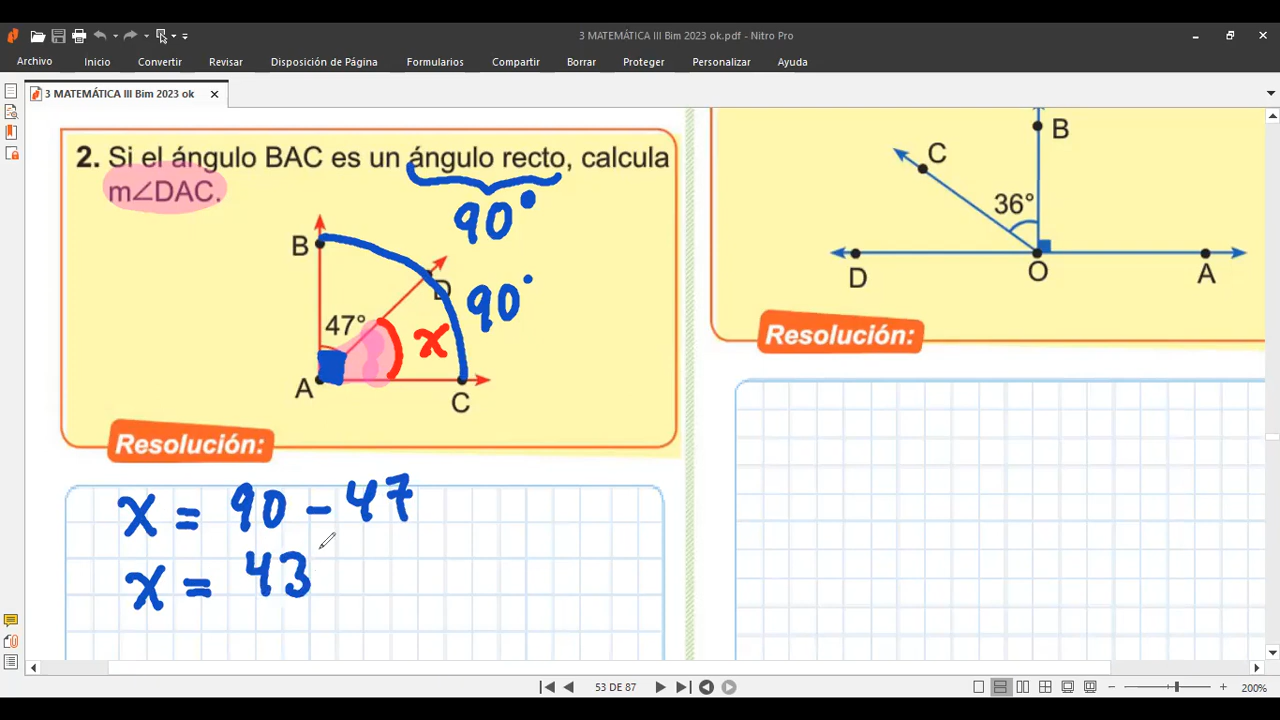 3 MATEMÁTICA III Bim 2023 ok.pdf - Nitro Pro
Archivo Inicio Convertir Revisar Disposición de Página Formularios Compartir Borrar Proteger Personalizar Ayuda
3 MATEMÁTICA III Bim 2023 ok
2. Si el ángulo BAC es un ángulo recto, calcula
m∠DAC.
90°
B
D
90°
47°
x
A
C
Resolución:
x = 90 - 47
x = 43
B
C
36°
D
O
A
Resolución:
53 DE 87
200%